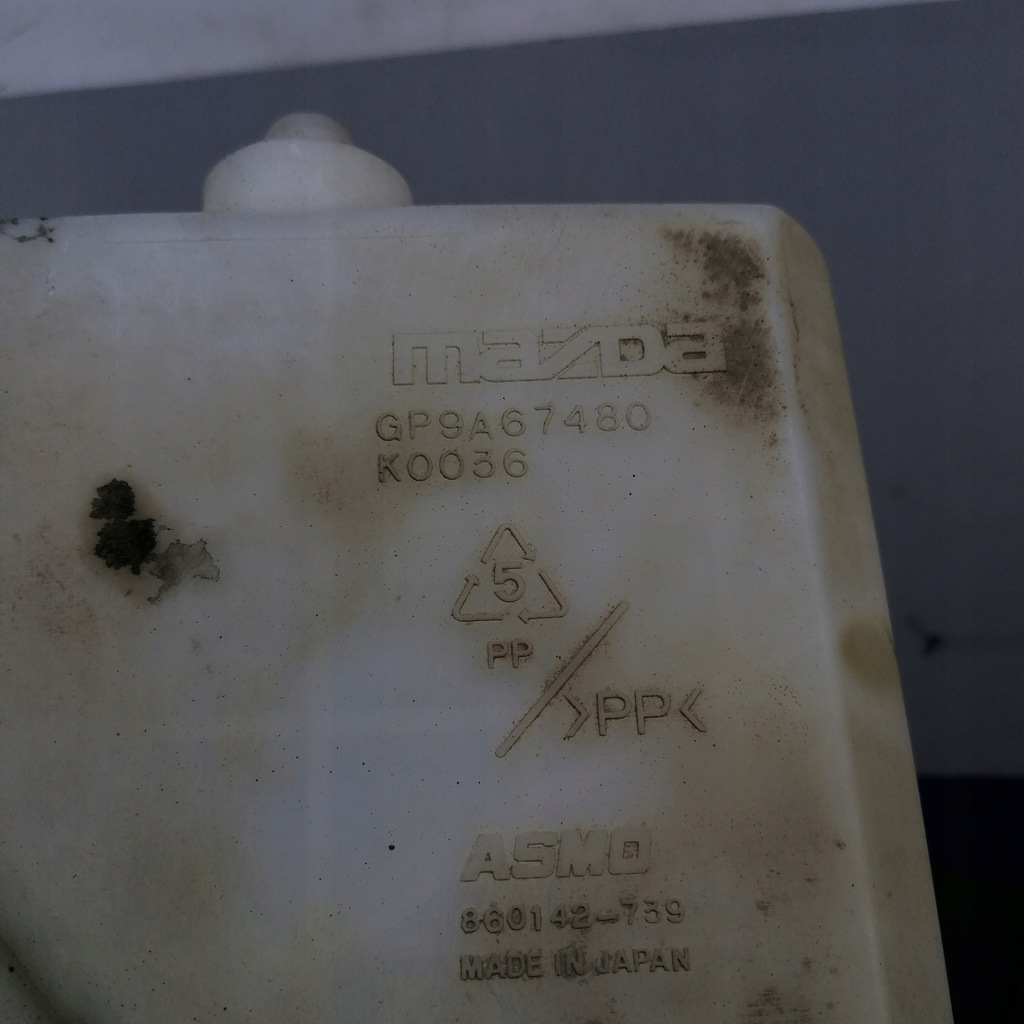 mazda
GP9A67480
K0036
5
PP
>PP<
ASMO
860142-739
MADE IN JAPAN